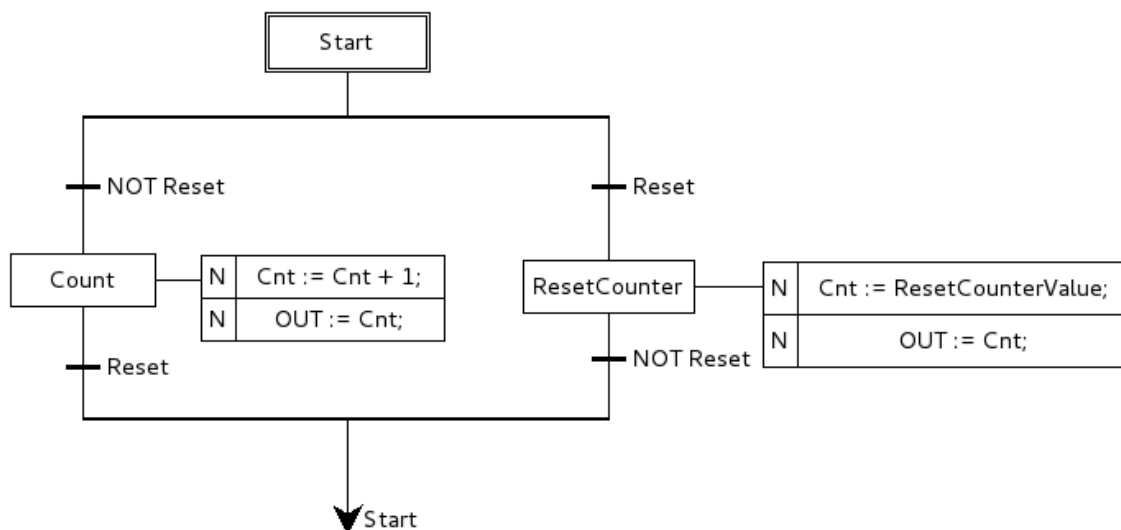 Start
NOT Reset
Reset
Count
N Cnt := Cnt + 1;
N OUT := Cnt;
ResetCounter
N Cnt := ResetCounterValue;
N OUT := Cnt;
Reset
NOT Reset
Start